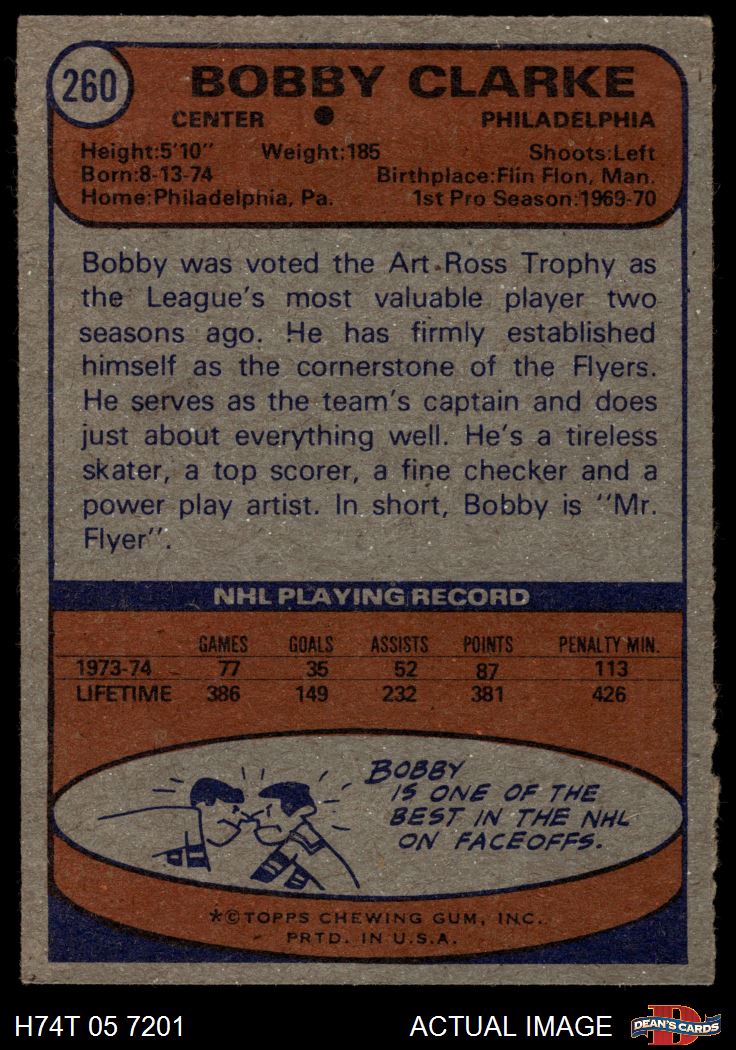 260
BOBBY CLARKE
CENTER PHILADELPHIA
Height:5'10" Weight:185 Shoots:Left
Born:8-13-74 Birthplace:Flin Flon, Man.
Home:Philadelphia, Pa. 1st Pro Season:1969-70
Bobby was voted the Art Ross Trophy as
the League's most valuable player two
seasons ago. He has firmly established
himself as the cornerstone of the Flyers.
He serves as the team's captain and does
just about everything well. He's a tireless
skater, a top scorer, a fine checker and a
power play artist. In short, Bobby is "Mr.
Flyer".
NHL PLAYING RECORD
GAMES GOALS ASSISTS POINTS PENALTY MIN.
1973-74 77 35 52 87 113
LIFETIME 386 149 232 381 426
BOBBY
IS ONE OF THE
BEST IN THE NHL
ON FACEOFFS.
*©TOPPS CHEWING GUM, INC.
PRTD. IN U.S.A.
H74T 05 7201 ACTUAL IMAGE DEAN'S CARDS